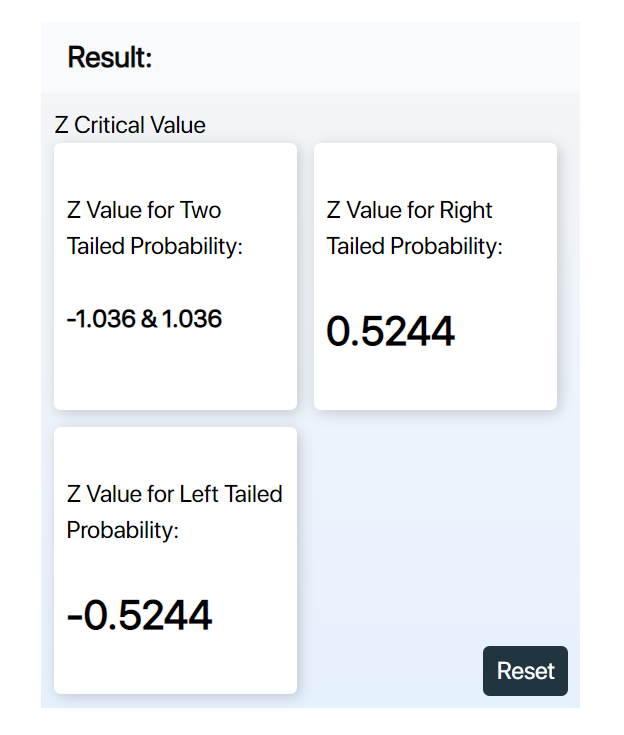 Result:
Z Critical Value
Z Value for Two
Tailed Probability:
-1.036 & 1.036
Z Value for Right
Tailed Probability:
0.5244
Z Value for Left Tailed
Probability:
-0.5244
Reset